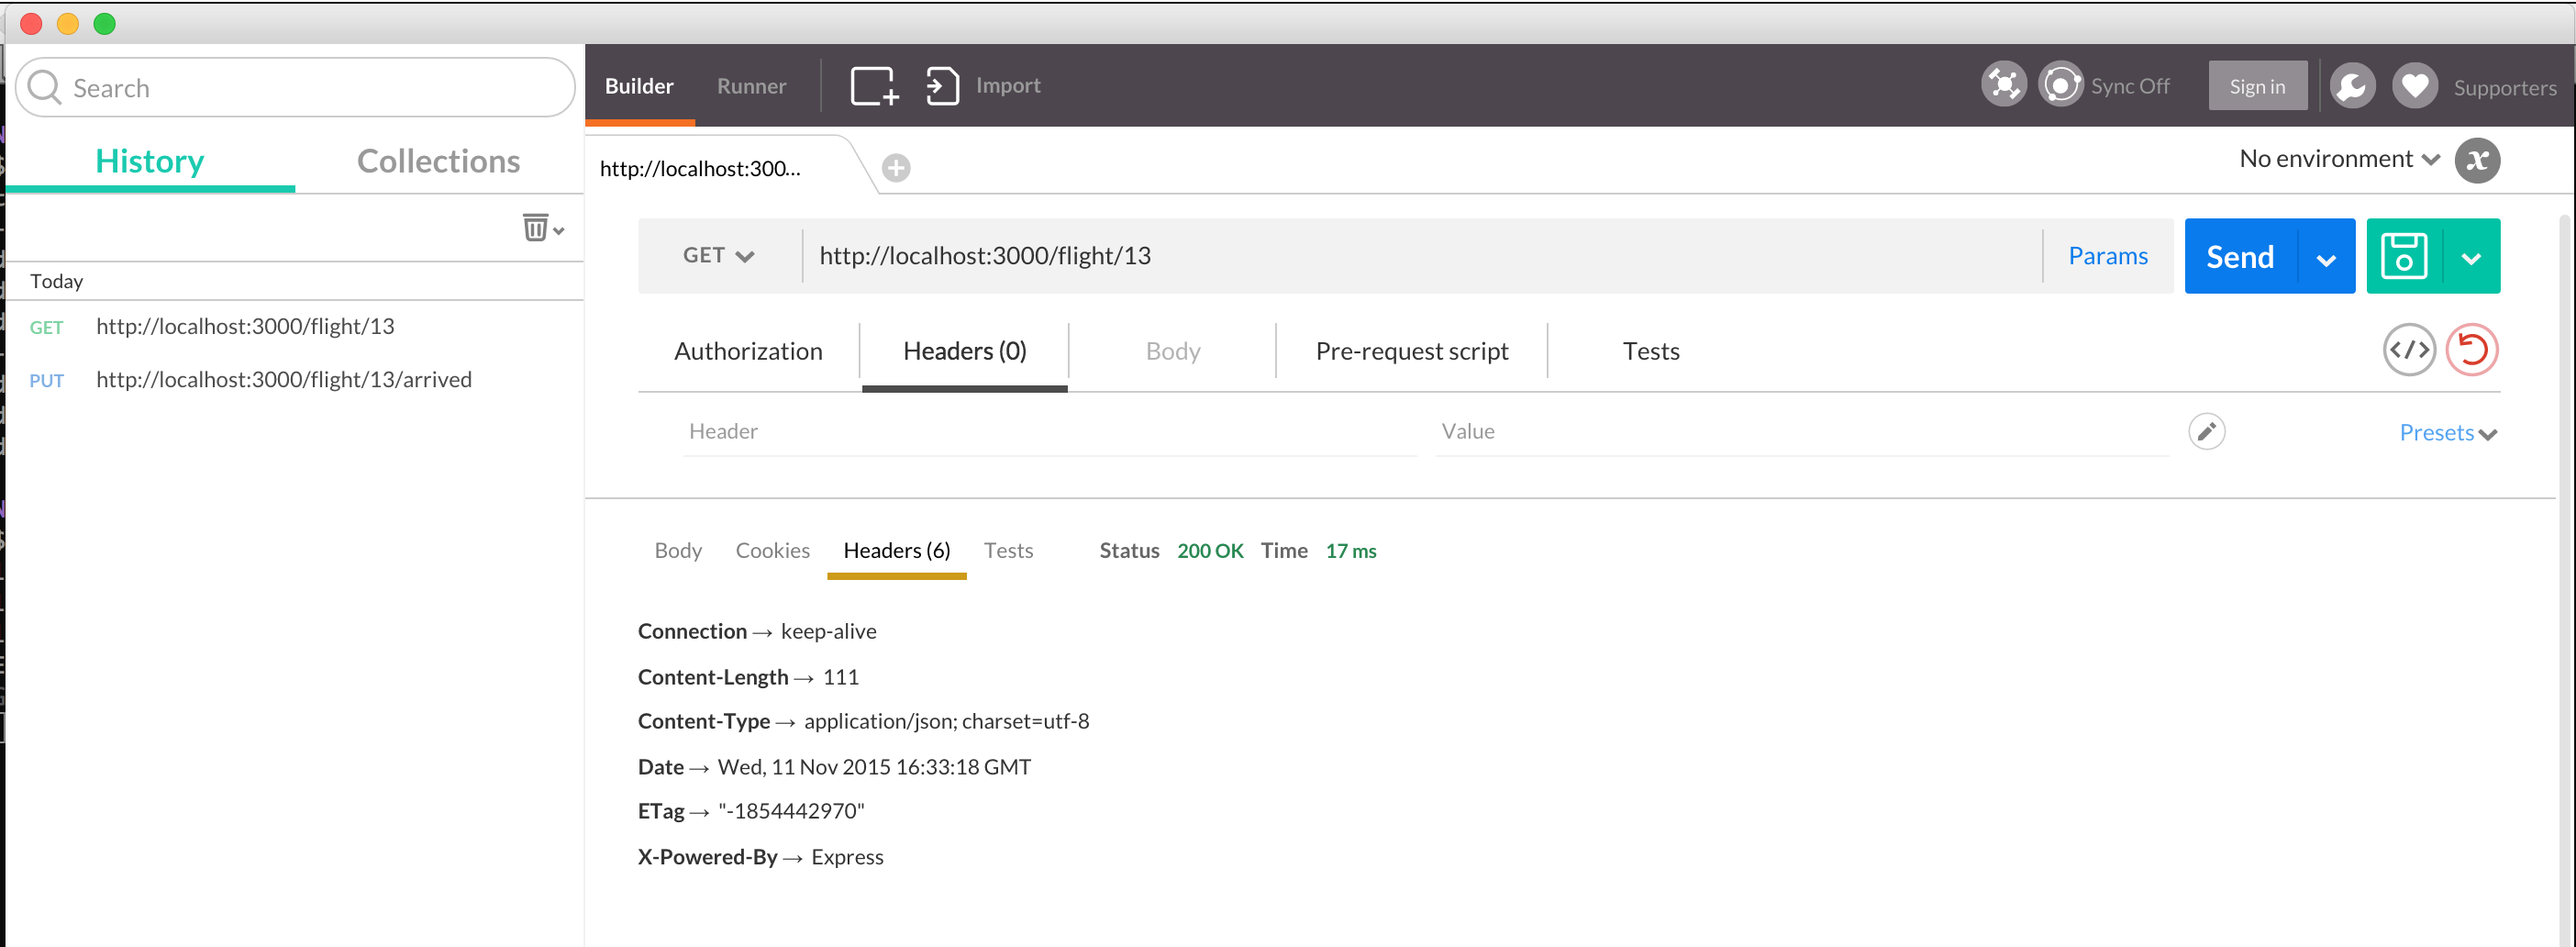 Search
History Collections
Today
GET http://localhost:3000/flight/13
PUT http://localhost:3000/flight/13/arrived
Builder Runner Import Sync Off Sign in Supporters
http://localhost:300... No environment x
GET http://localhost:3000/flight/13 Params Send
Authorization Headers (0) Body Pre-request script Tests
Header Value Presets
Body Cookies Headers (6) Tests Status 200 OK Time 17 ms
Connection → keep-alive
Content-Length → 111
Content-Type → application/json; charset=utf-8
Date → Wed, 11 Nov 2015 16:33:18 GMT
ETag → "-1854442970"
X-Powered-By → Express